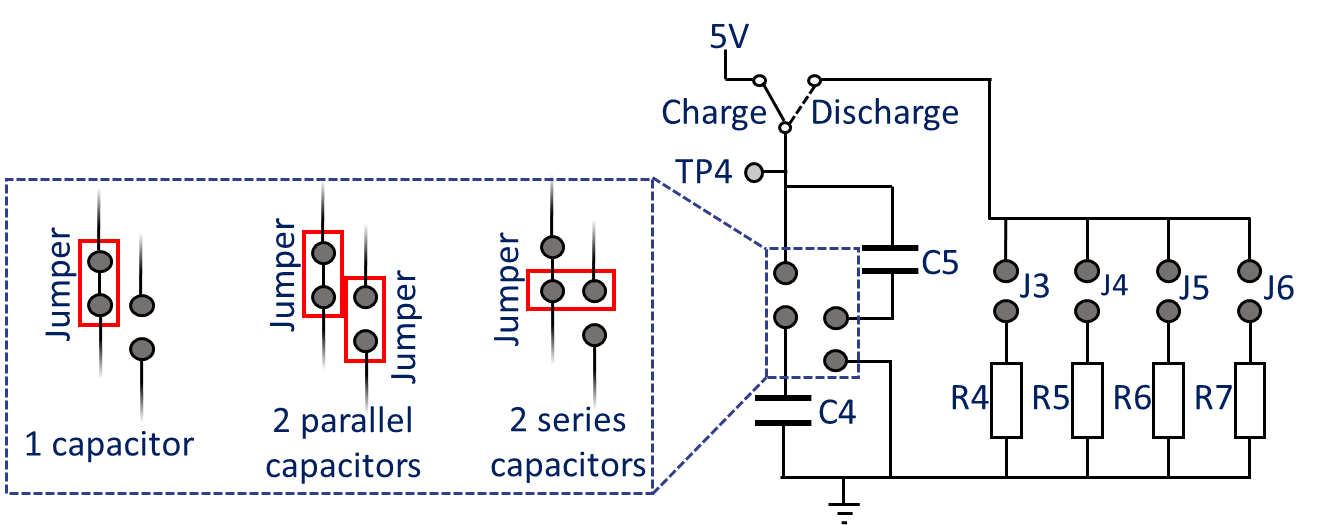 5V
Charge
Discharge
TP4
Jumper
Jumper
Jumper
Jumper
C5
J3
J4
J5
J6
R4
R5
R6
R7
C4
1 capacitor
2 parallel
capacitors
2 series
capacitors